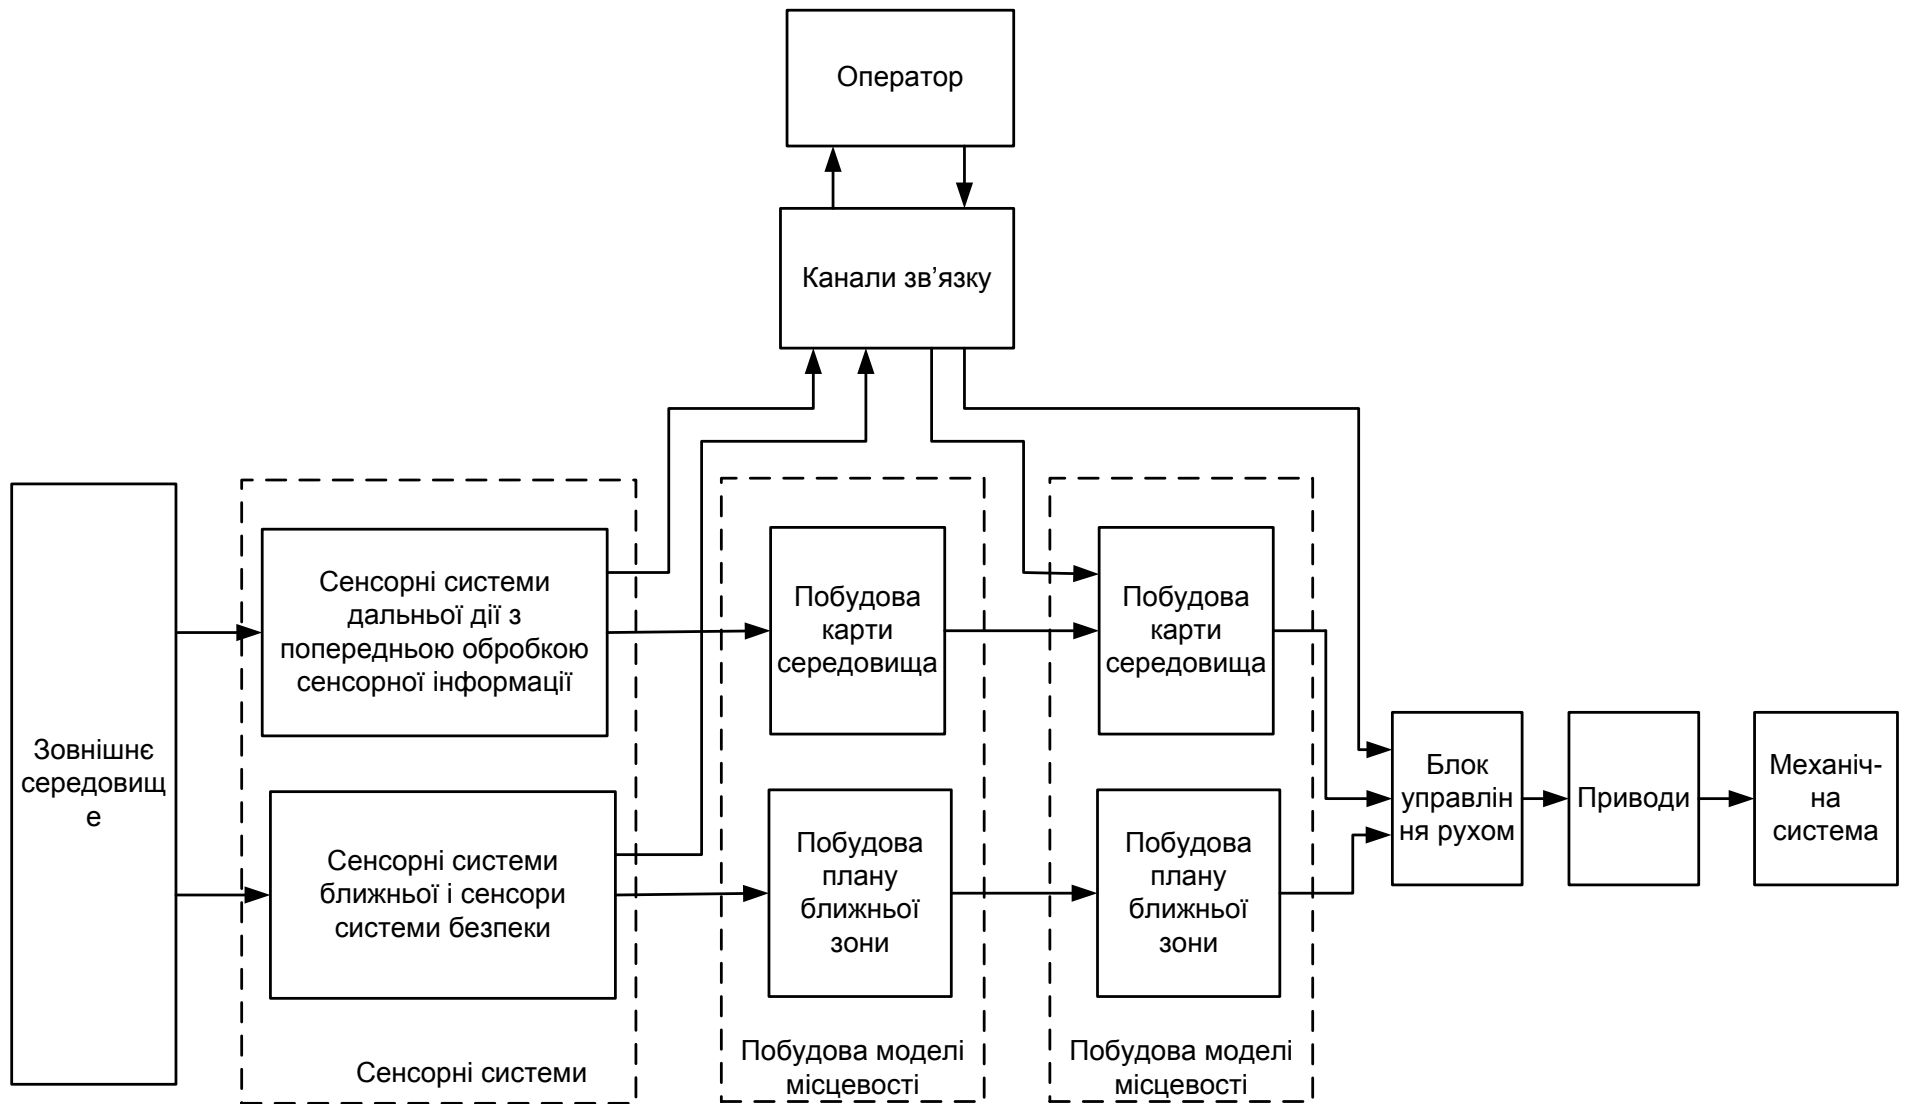 Оператор
Канали зв’язку
Зовнішнє
середовищ
е
Сенсорні системи
дальньої дії з
попередньою обробкою
сенсорної інформації
Сенсорні системи
ближньої і сенсори
системи безпеки
Сенсорні системи
Побудова
карти
середовища
Побудова
плану
ближньої
зони
Побудова моделі
місцевості
Побудова
карти
середовища
Побудова
плану
ближньої
зони
Побудова моделі
місцевості
Блок
управлін
ня рухом
Приводи
Механіч-
на
система